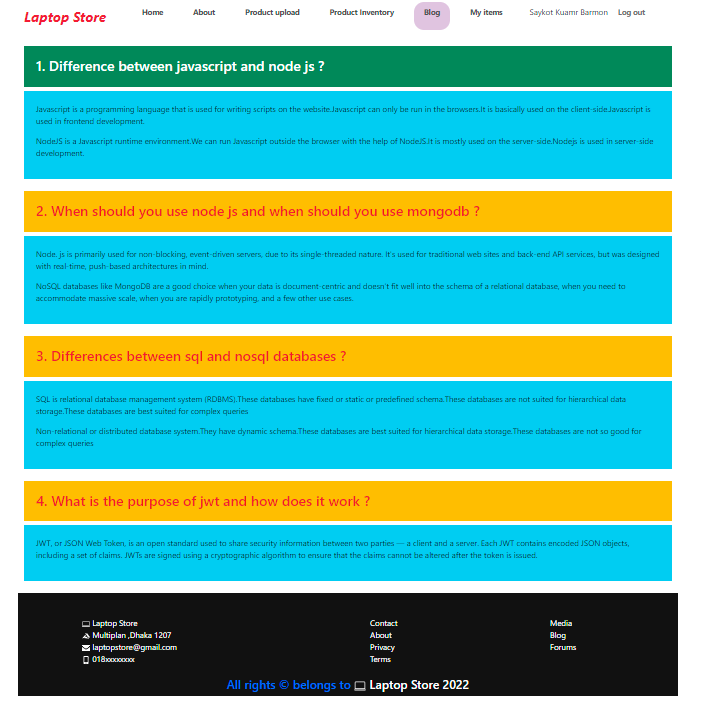 Laptop Store
Home About Product upload Product Inventory Blog My items Saykot Kuamr Barmon Log out
1. Difference between javascript and node js ?
Javascript is a programming language that is used for writing scripts on the website.Javascript can only be run in the browsers.It is basically used on the client-side.Javascript is
used in frontend development.
NodeJS is a Javascript runtime environment.We can run Javascript outside the browser with the help of NodeJS.It is mostly used on the server-side.Nodejs is used in server-side
development.
2. When should you use node js and when should you use mongodb ?
Node. js is primarily used for non-blocking, event-driven servers, due to its single-threaded nature. It's used for traditional web sites and back-end API services, but was designed
with real-time, push-based architectures in mind.
NoSQL databases like MongoDB are a good choice when your data is document-centric and doesn't fit well into the schema of a relational database, when you need to
accommodate massive scale, when you are rapidly prototyping, and a few other use cases.
3. Differences between sql and nosql databases ?
SQL is relational database management system (RDBMS).These databases have fixed or static or predefined schema.These databases are not suited for hierarchical data
storage.These databases are best suited for complex queries
Non-relational or distributed database system.They have dynamic schema.These databases are best suited for hierarchical data storage.These databases are not so good for
complex queries
4. What is the purpose of jwt and how does it work ?
JWT, or JSON Web Token, is an open standard used to share security information between two parties — a client and a server. Each JWT contains encoded JSON objects,
including a set of claims. JWTs are signed using a cryptographic algorithm to ensure that the claims cannot be altered after the token is issued.
Laptop Store
Multiplan ,Dhaka 1207
laptopstore@gmail.com
018xxxxxxxx
Contact
About
Privacy
Terms
Media
Blog
Forums
All rights © belongs to Laptop Store 2022